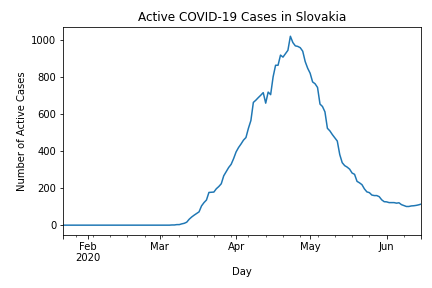 Active COVID-19 Cases in Slovakia
Number of Active Cases
1000
800
600
400
200
0
Feb Mar Apr May Jun
2020
Day